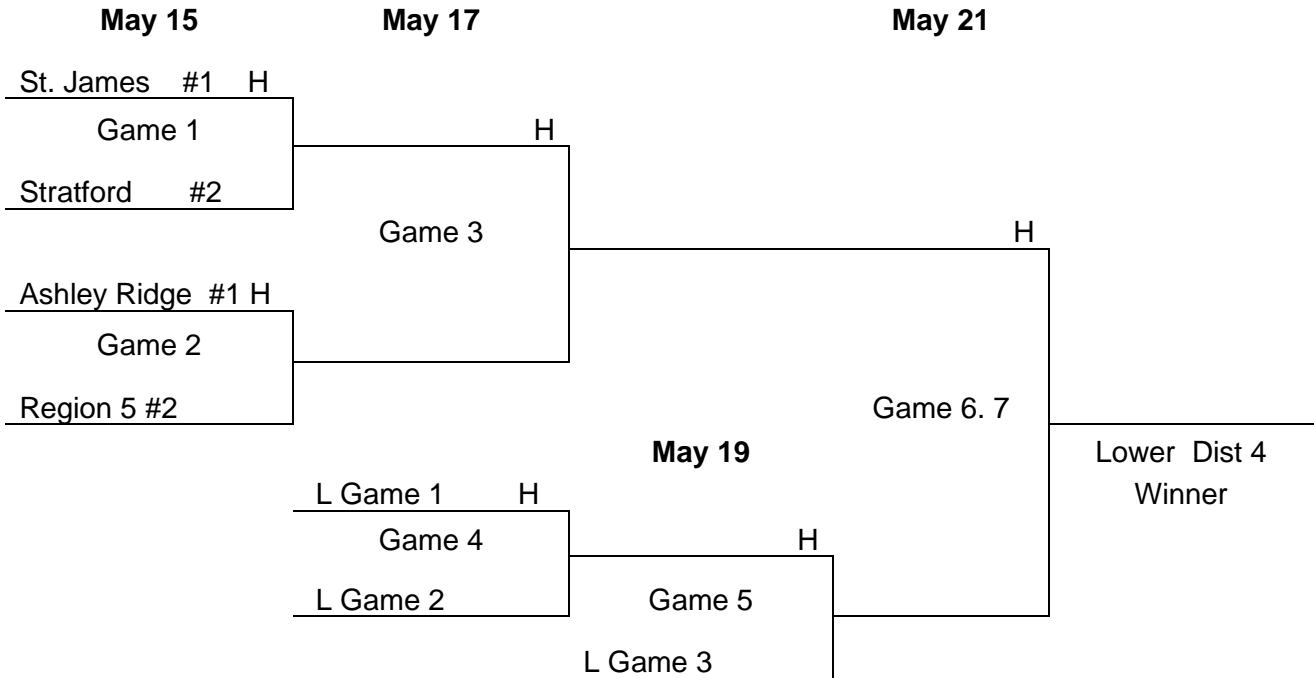 May 15 May 17 May 21
St. James #1 H
Game 1 H
Stratford #2
Game 3 H
Ashley Ridge #1 H
Game 2
Region 5 #2 Game 6. 7
May 19 Lower Dist 4
L Game 1 H Winner
Game 4 H
L Game 2 Game 5
L Game 3